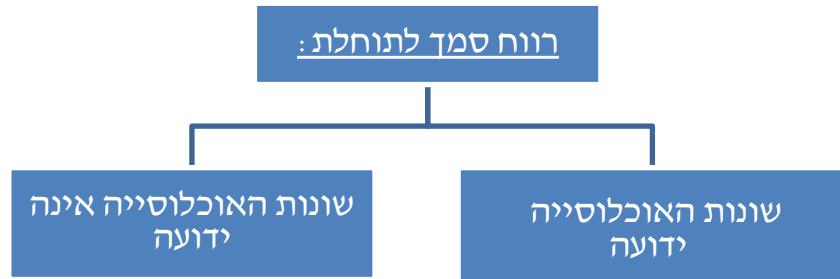 רווח סמך לתוחלת:
שונות האוכלוסייה
ידועה
שונות האוכלוסייה אינה
ידועה